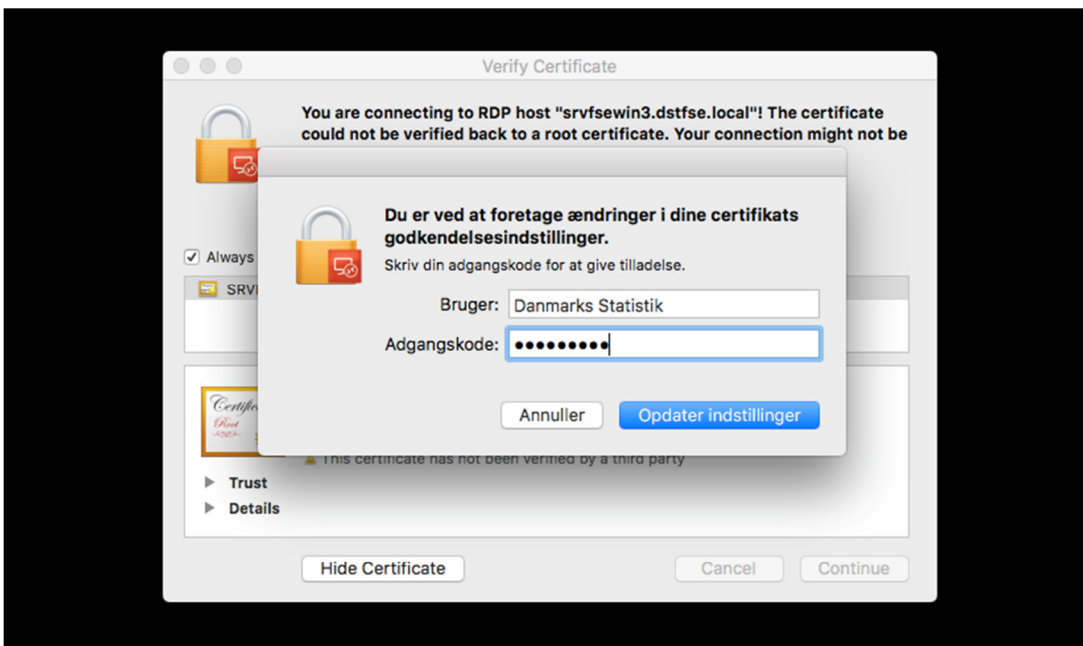 Verify Certificate
You are connecting to RDP host "srvfsewin3.dstfse.local"! The certificate
could not be verified back to a root certificate. Your connection might not be
Du er ved at foretage ændringer i dine certifikats
godkendelsesindstillinger.
Skriv din adgangskode for at give tilladelse.
Bruger: Danmarks Statistik
Adgangskode: •••••••••
Annuller Opdater indstillinger
Always
This certificate has not been verified by a third party
Trust
Details
Hide Certificate Cancel Continue